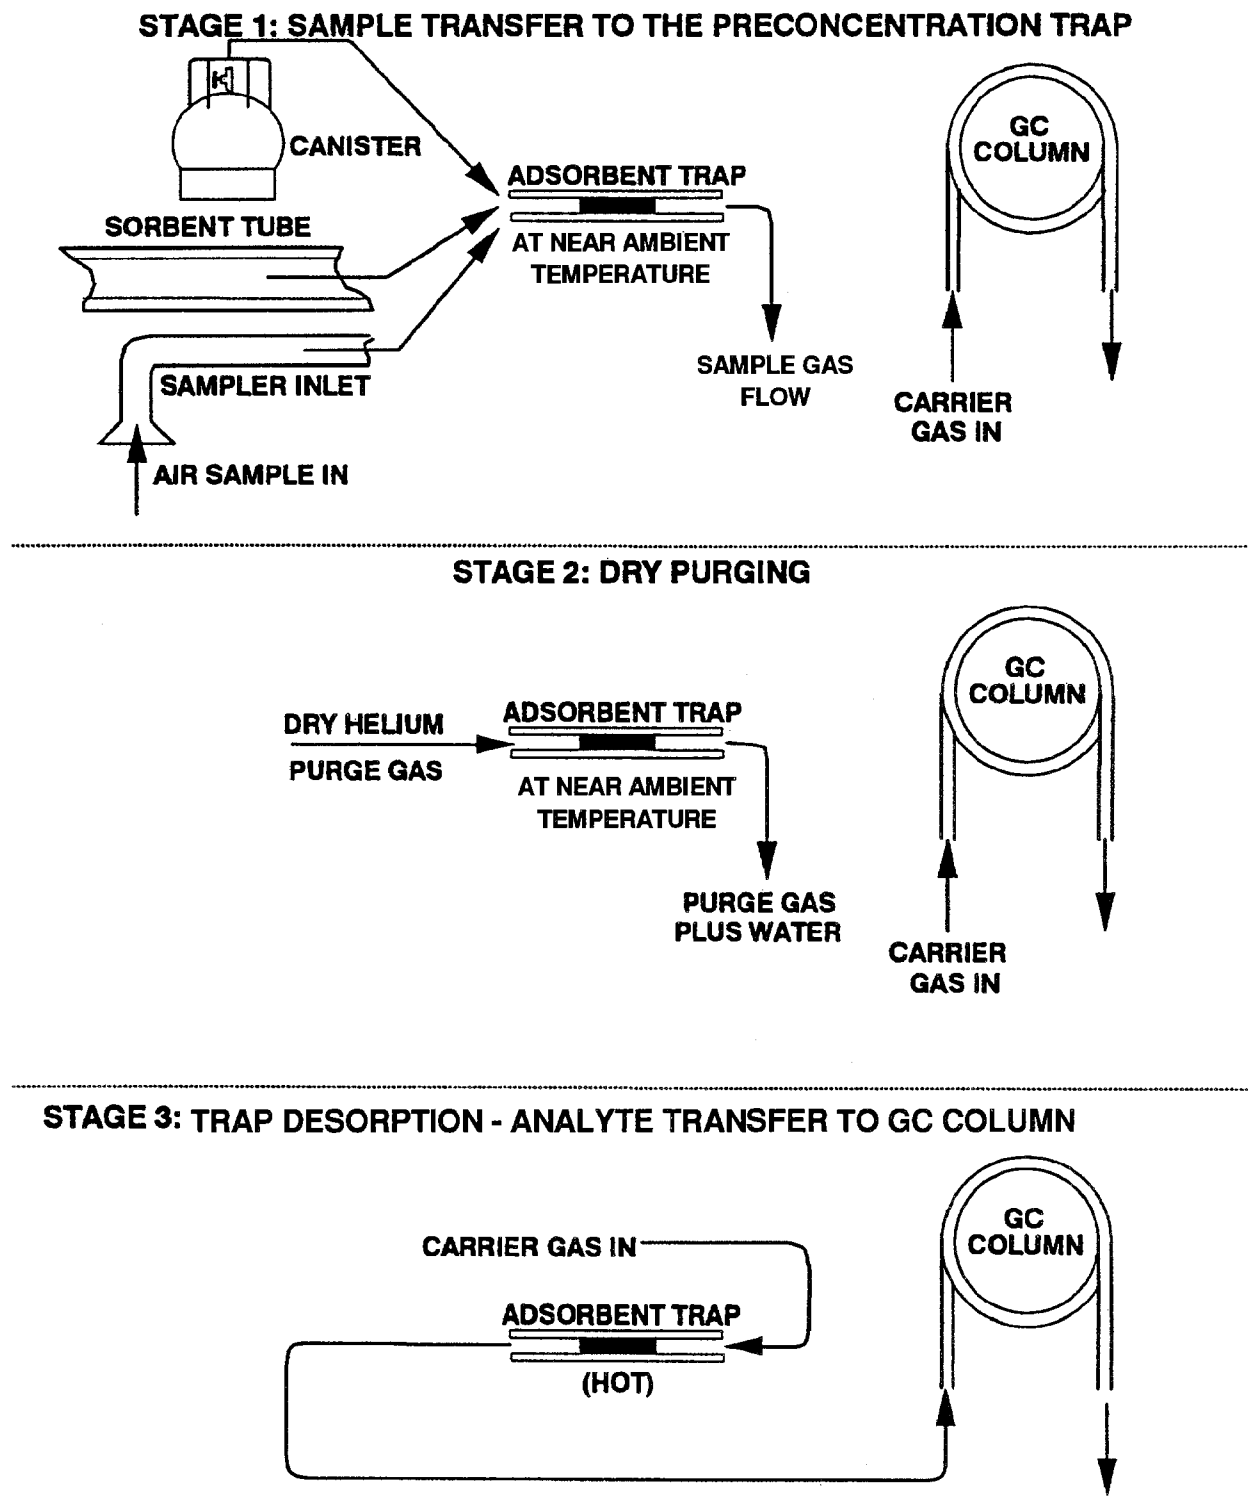 STAGE 1: SAMPLE TRANSFER TO THE PRECONCENTRATION TRAP
CANISTER
GC
COLUMN
ADSORBENT TRAP
SORBENT TUBE
AT NEAR AMBIENT
TEMPERATURE
SAMPLE GAS
FLOW
SAMPLER INLET
CARRIER
GAS IN
AIR SAMPLE IN
STAGE 2: DRY PURGING
GC
COLUMN
DRY HELIUM
PURGE GAS
ADSORBENT TRAP
AT NEAR AMBIENT
TEMPERATURE
PURGE GAS
PLUS WATER
CARRIER
GAS IN
STAGE 3: TRAP DESORPTION - ANALYTE TRANSFER TO GC COLUMN
GC
COLUMN
CARRIER GAS IN
ADSORBENT TRAP
(HOT)